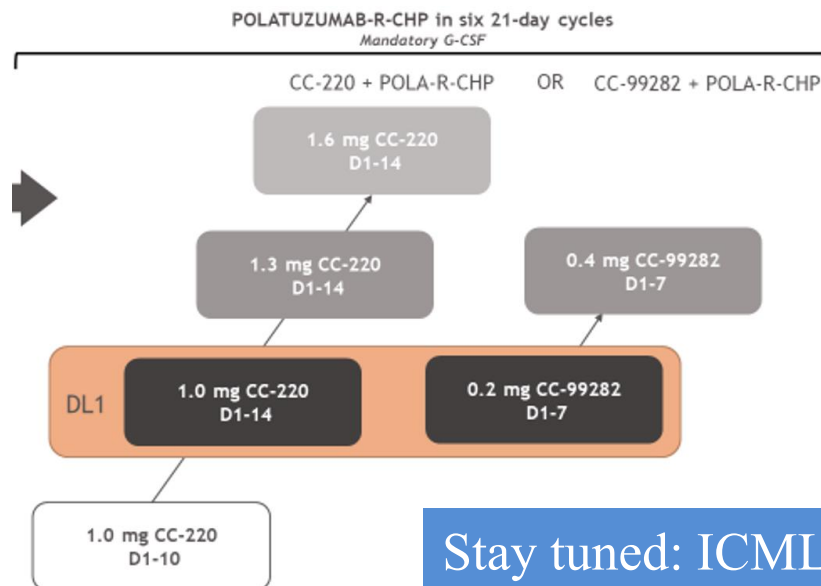 POLATUZUMAB-R-CHP in six 21-day cycles
Mandatory G-CSF
CC-220 + POLA-R-CHP OR CC-99282 + POLA-R-CHP
1.6 mg CC-220
D1-14
1.3 mg CC-220
D1-14
0.4 mg CC-99282
D1-7
DL1
1.0 mg CC-220
D1-14
0.2 mg CC-99282
D1-7
1.0 mg CC-220
D1-10
Stay tuned: ICML